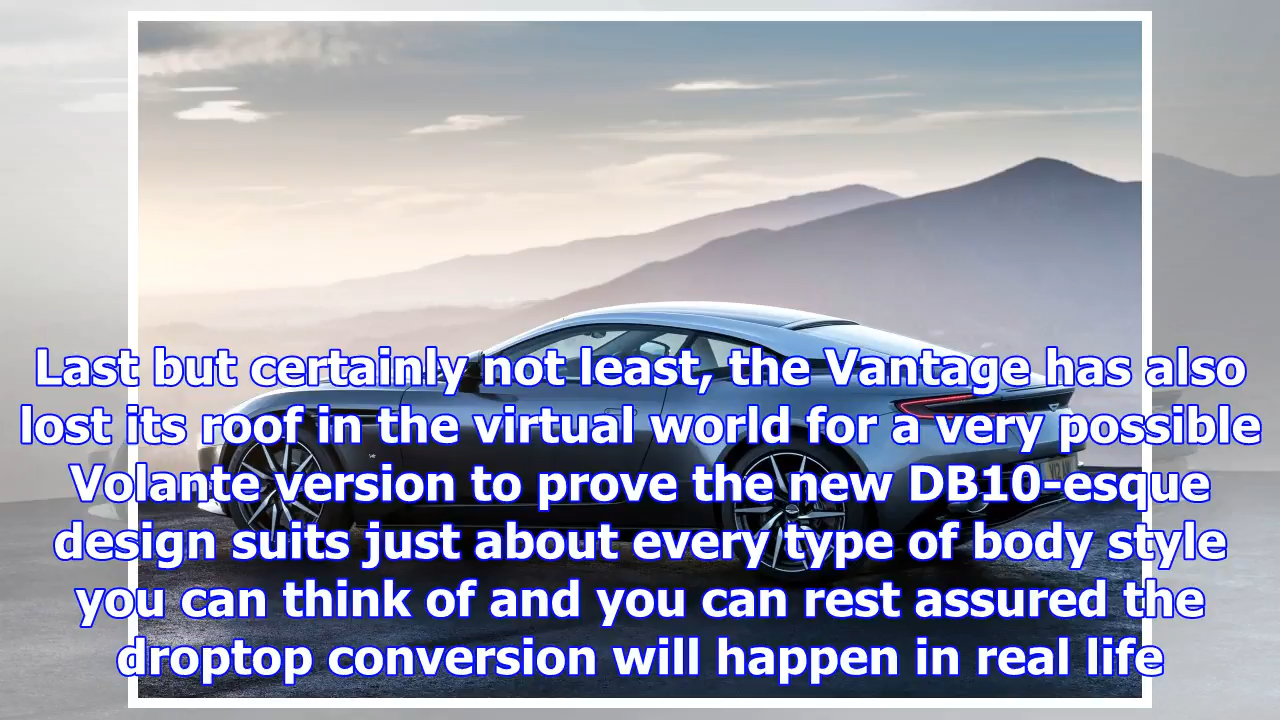 Last but certainly not least, the Vantage has also
lost its roof in the virtual world for a very possible
Volante version to prove the new DB10-esque
design suits just about every type of body style
you can think of and you can rest assured the
droptop conversion will happen in real life